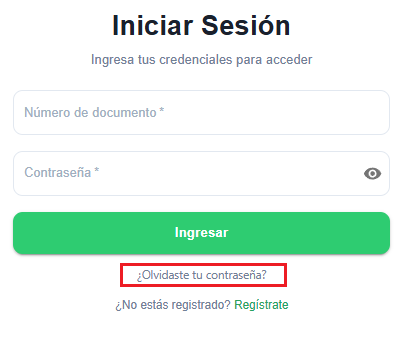 Iniciar Sesión
Ingresa tus credenciales para acceder
Número de documento *
Contraseña *
Ingresar
¿Olvidaste tu contraseña?
¿No estás registrado? Regístrate